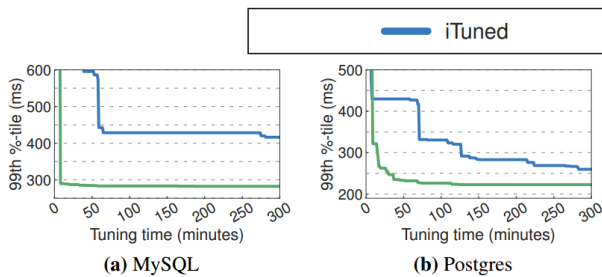 iTuned
600
500
400
300
99th %-tile (ms)
0 50 100 150 200 250 300
Tuning time (minutes)
(a) MySQL
500
400
300
200
99th %-tile (ms)
0 50 100 150 200 250 300
Tuning time (minutes)
(b) Postgres